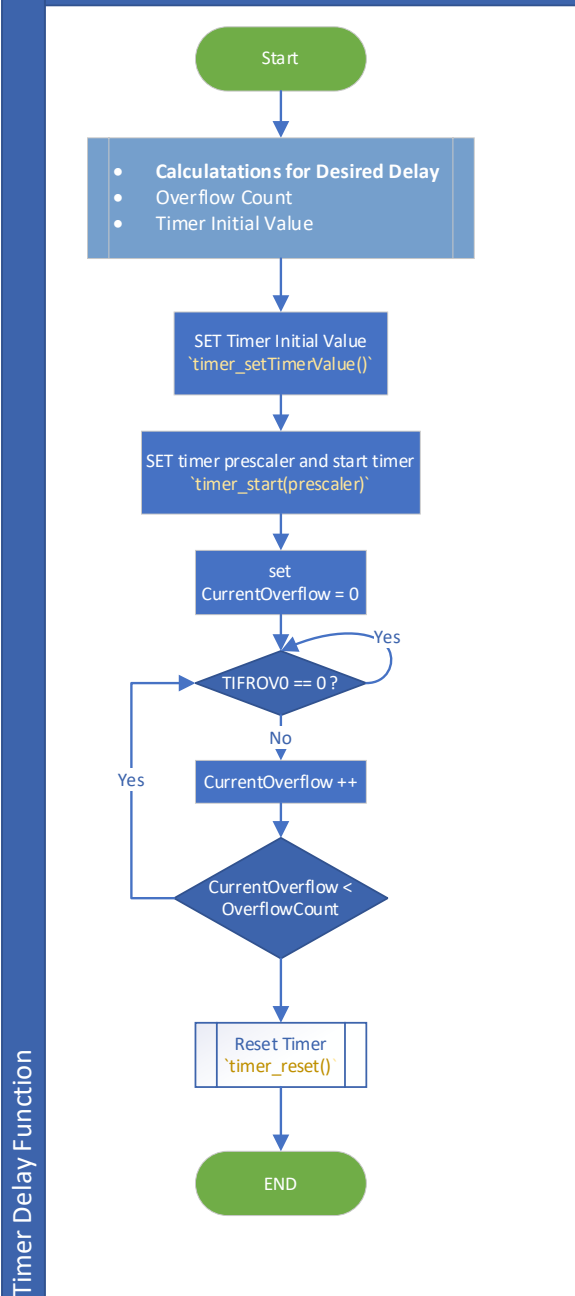 Start
• Calculatations for Desired Delay
• Overflow Count
• Timer Initial Value
SET Timer Initial Value
`timer_setTimerValue()`
SET timer prescaler and start timer
`timer_start(prescaler)`
set
CurrentOverflow = 0
Yes
TIFROV0 == 0 ?
No
Yes
CurrentOverflow ++
CurrentOverflow <
OverflowCount
Reset Timer
`timer_reset()`
END
Timer Delay Function